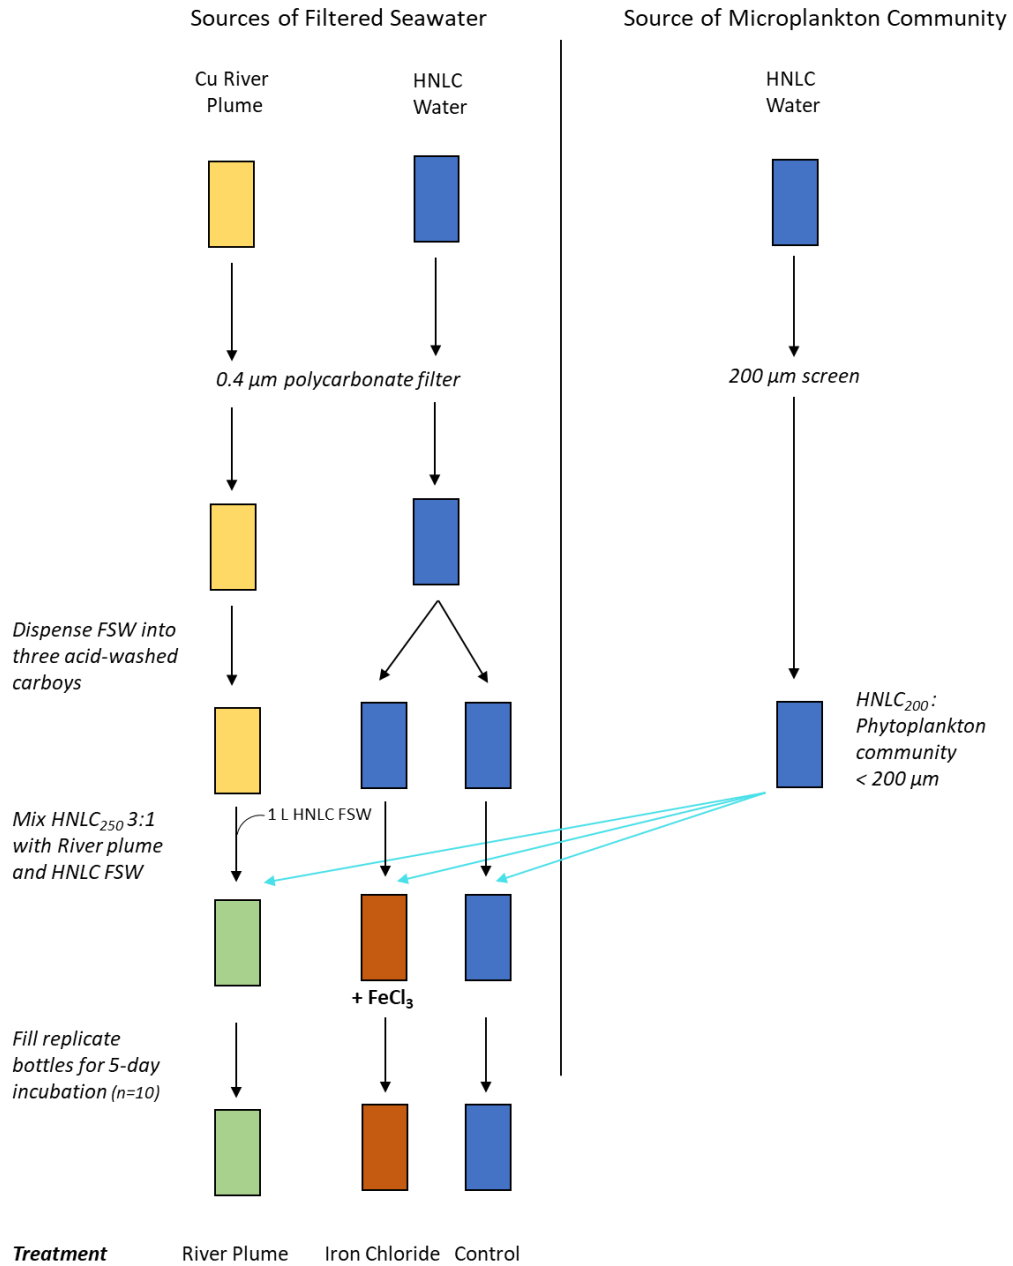 Sources of Filtered Seawater
Source of Microplankton Community
Cu River
Plume
HNLC
Water
HNLC
Water
0.4 µm polycarbonate filter
200 µm screen
Dispense FSW into
three acid-washed
carboys
HNLC₂₀₀ :
Phytoplankton
community
< 200 µm
Mix HNLC₂₅₀ 3:1
with River plume
and HNLC FSW
1 L HNLC FSW
+ FeCl₃
Fill replicate
bottles for 5-day
incubation (n=10)
Treatment
River Plume
Iron Chloride
Control